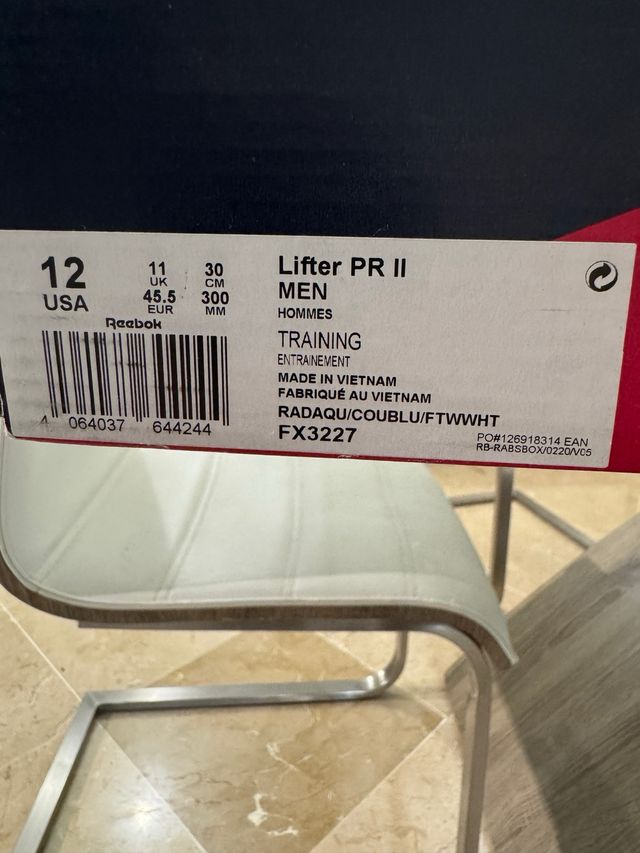 12
USA
11
UK
45.5
EUR
30
CM
300
MM
Reebok
4 064037 644244
Lifter PR II
MEN
HOMMES
TRAINING
ENTRAINEMENT
MADE IN VIETNAM
FABRIQUÉ AU VIETNAM
RADAQU/COUBLU/FTWWHT
FX3227
PO#126918314 EAN
RB-RABSBOX/0220/V05